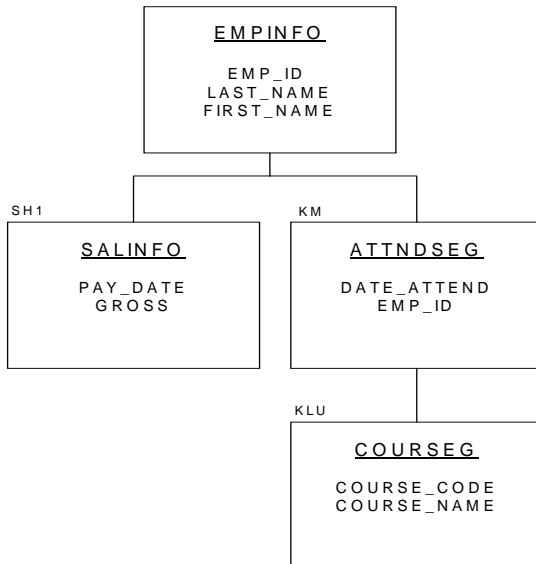 EMPINFO
EMP_ID
LAST_NAME
FIRST_NAME
SH1
SALINFO
PAY_DATE
GROSS
KM
ATTNDSEG
DATE_ATTEND
EMP_ID
KLU
COURSEG
COURSE_CODE
COURSE_NAME